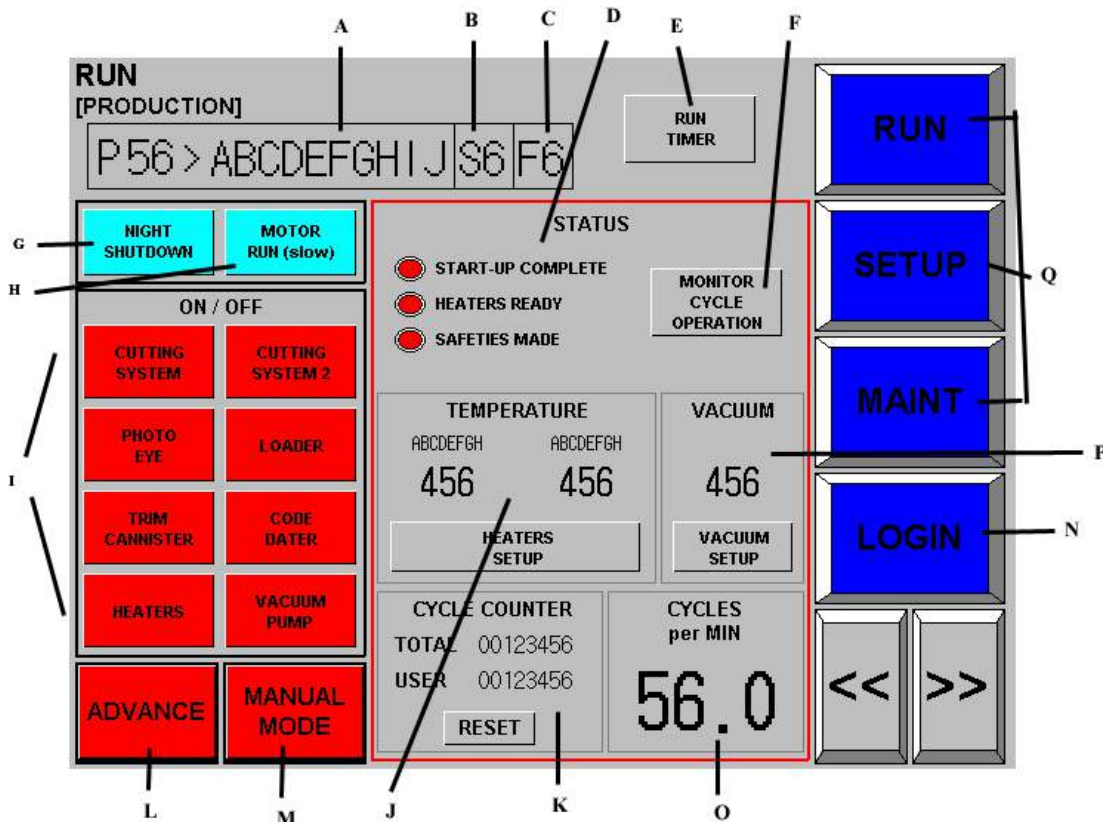 A
B
C
D
E
F
RUN
[PRODUCTION]
P56>ABCDEFGHIJ S6 F6
RUN
TIMER
RUN
G
NIGHT
SHUTDOWN
MOTOR
RUN (slow)
H
STATUS
START-UP COMPLETE
HEATERS READY
SAFETIES MADE
MONITOR
CYCLE
OPERATION
SETUP
Q
ON / OFF
CUTTING
SYSTEM
CUTTING
SYSTEM 2
PHOTO
EYE
LOADER
I
TRIM
CANNISTER
CODE
DATER
HEATERS
VACUUM
PUMP
TEMPERATURE
ABCDEFGH ABCDEFGH
456 456
HEATERS
SETUP
VACUUM
456
VACUUM
SETUP
MAINT
P
LOGIN
N
CYCLE COUNTER
TOTAL 00123456
USER 00123456
RESET
CYCLES
per MIN
56.0
<< >>
ADVANCE
MANUAL
MODE
L
M
J
K
O